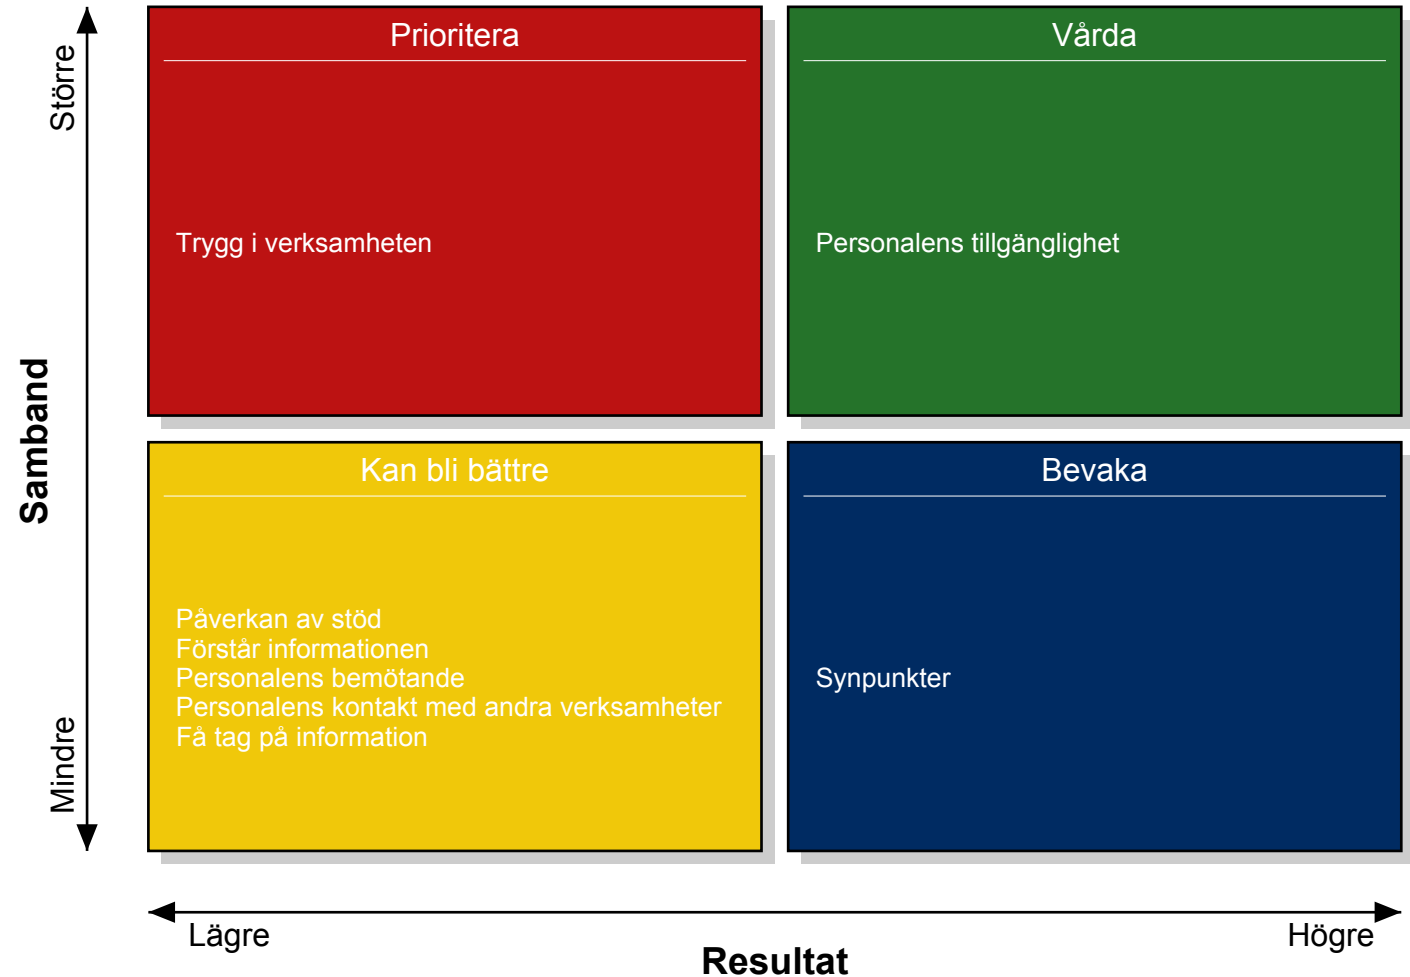 Större
Samband
Mindre
Prioritera
Trygg i verksamheten
Vårda
Personalens tillgänglighet
Kan bli bättre
Påverkan av stöd
Förstår informationen
Personalens bemötande
Personalens kontakt med andra verksamheter
Få tag på information
Bevaka
Synpunkter
Lägre
Resultat
Högre